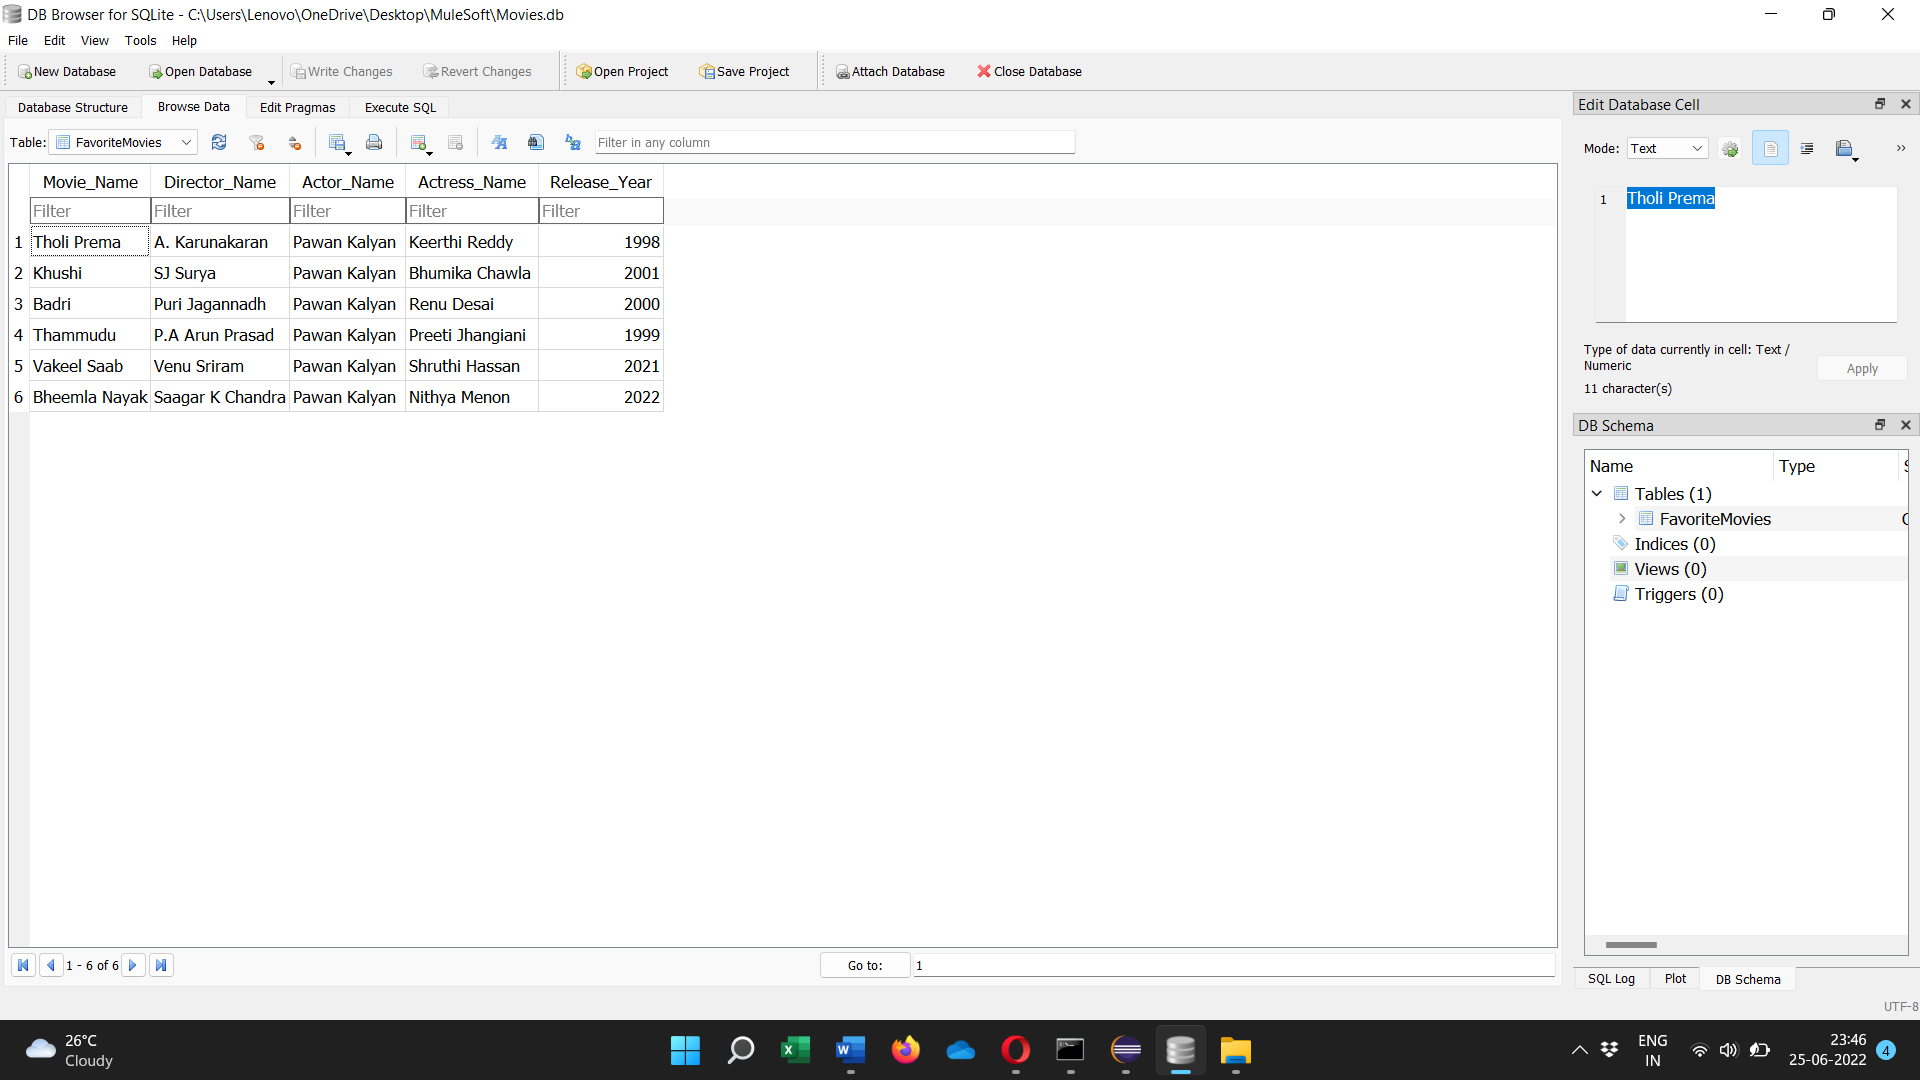 DB Browser for SQLite - C:\Users\Lenovo\OneDrive\Desktop\MuleSoft\Movies.db
File Edit View Tools Help
New Database Open Database Write Changes Revert Changes Open Project Save Project Attach Database Close Database
Database Structure Browse Data Edit Pragmas Execute SQL
Table: FavoriteMovies Filter in any column
Movie_Name Director_Name Actor_Name Actress_Name Release_Year
Filter Filter Filter Filter Filter
1 Tholi Prema A. Karunakaran Pawan Kalyan Keerthi Reddy 1998
2 Khushi SJ Surya Pawan Kalyan Bhumika Chawla 2001
3 Badri Puri Jagannadh Pawan Kalyan Renu Desai 2000
4 Thammudu P.A Arun Prasad Pawan Kalyan Preeti Jhangiani 1999
5 Vakeel Saab Venu Sriram Pawan Kalyan Shruthi Hassan 2021
6 Bheemla Nayak Saagar K Chandra Pawan Kalyan Nithya Menon 2022
1 - 6 of 6 Go to: 1
Edit Database Cell
Mode: Text
1 Tholi Prema
Type of data currently in cell: Text /
Numeric
Apply
11 character(s)
DB Schema
Name Type
Tables (1)
FavoriteMovies
Indices (0)
Views (0)
Triggers (0)
SQL Log Plot DB Schema
UTF-8
26°C
Cloudy
ENG
IN
23:46
25-06-2022
4